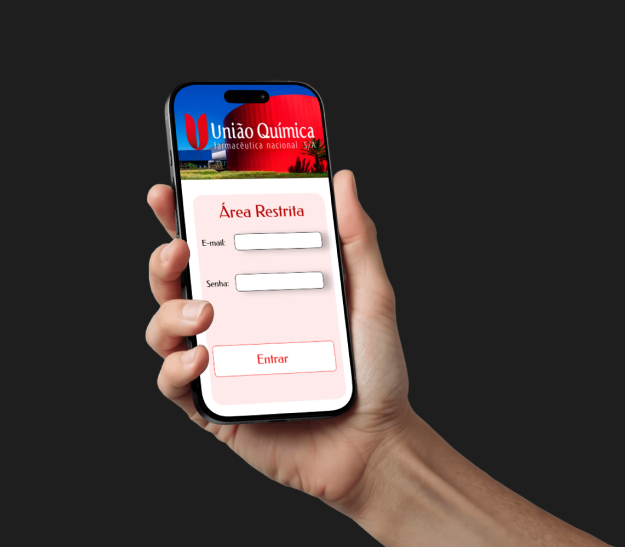 União Química
farmacêutica nacional S/A
Área Restrita
E-mail:
Senha:
Entrar